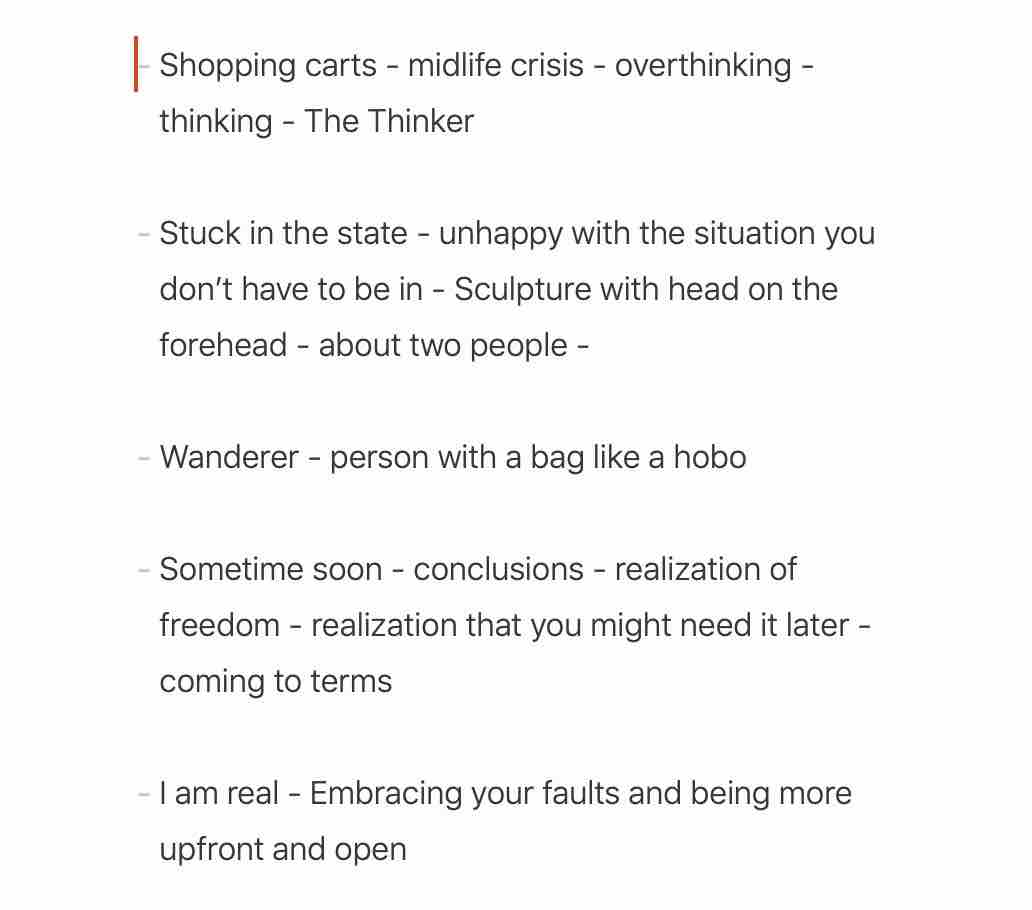 - Shopping carts - midlife crisis - overthinking -
thinking - The Thinker
- Stuck in the state - unhappy with the situation you
don’t have to be in - Sculpture with head on the
forehead - about two people -
- Wanderer - person with a bag like a hobo
- Sometime soon - conclusions - realization of
freedom - realization that you might need it later -
coming to terms
- I am real - Embracing your faults and being more
upfront and open